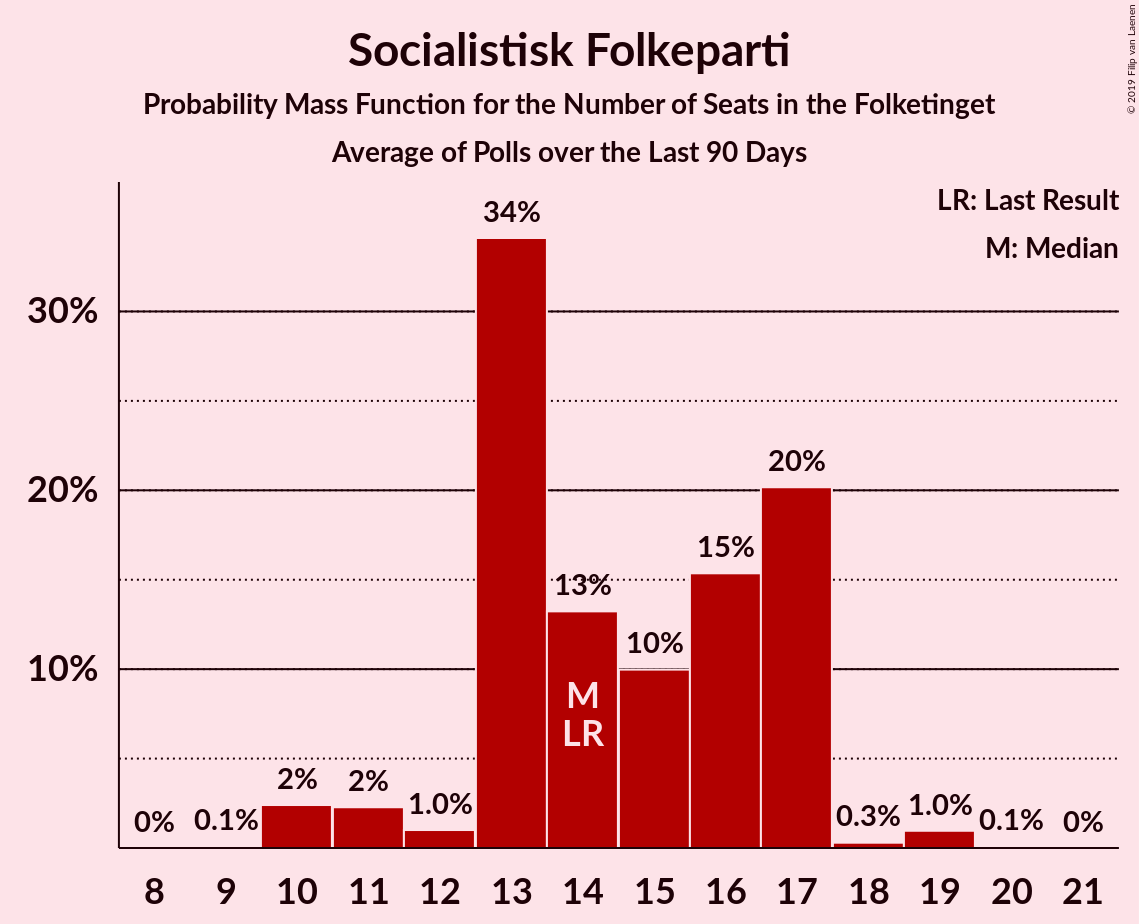 Socialistisk Folkeparti
Probability Mass Function for the Number of Seats in the Folketinget
Average of Polls over the Last 90 Days
© 2019 Filip van Laenen
LR: Last Result
M: Median
34%
30%
20%
20%
15%
13%
10%
10%
M
LR
0%
0.1%
2%
2%
1.0%
0.3%
1.0%
0.1%
0%
8 9 10 11 12 13 14 15 16 17 18 19 20 21